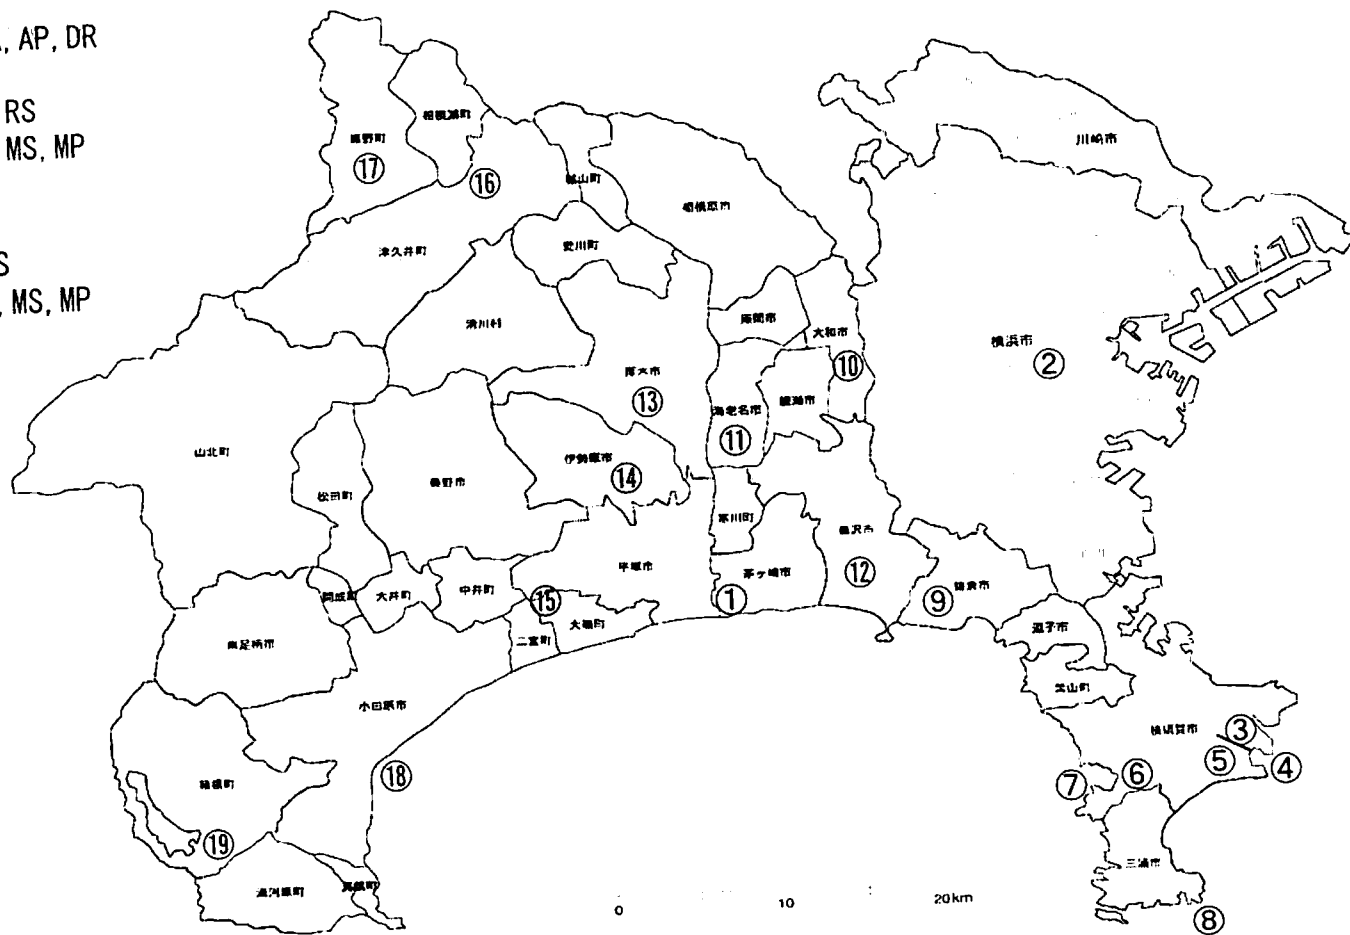 , AP, DR
RS
MS, MP
S
, MS, MP
藤野町
⑰
相模湖町
⑯
城山町
相模原市
川崎市
津久井町
愛川町
清川村
座間市
大和市
⑩
横浜市
②
厚木市
⑬
海老名市
⑪
綾瀬市
山北町
松田町
秦野市
伊勢原市
⑭
寒川町
藤沢市
⑫
平塚市
茅ヶ崎市
①
鎌倉市
⑨
開成町
大井町
中井町
⑮
大磯町
二宮町
逗子市
南足柄市
葉山町
小田原市
横須賀市
③
④
⑤
⑥
⑦
箱根町
⑱
⑲
三浦市
⑧
湯河原町
真鶴町
0 10 20km